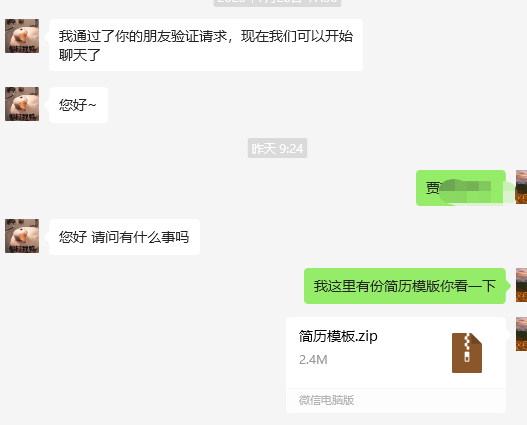 我通过了你的朋友验证请求，现在我们可以开始
聊天了
您好~
昨天 9:24
贾
您好 请问有什么事吗
我这里有份简历模版你看一下
简历模板.zip
2.4M
微信电脑版